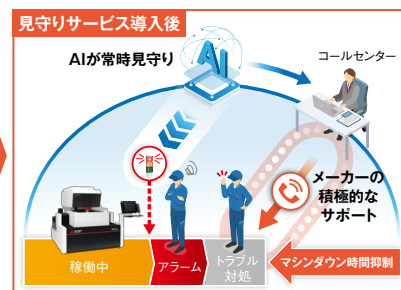 見守りサービス導入後
AIが常時見守り
AI
コールセンター
メーカーの
積極的な
サポート
稼働中
アラーム
トラブル
対処
マシンダウン時間抑制